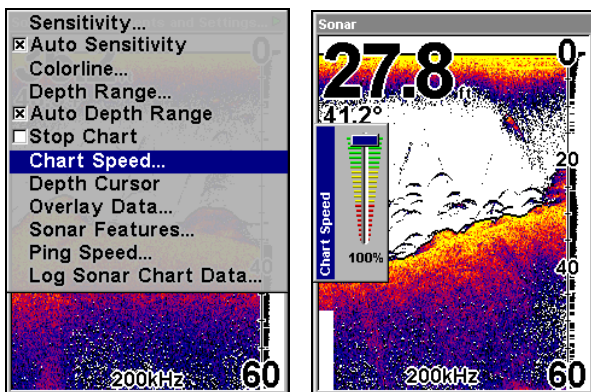 Sensitivity...
Auto Sensitivity
Colorline...
Depth Range...
Auto Depth Range
Stop Chart
Chart Speed...
Depth Cursor
Overlay Data...
Sonar Features...
Ping Speed...
Log Sonar Chart Data...
0
40
200kHz
60
Sonar
27.8 ft
41.2°
0
20
Chart Speed
100%
40
200kHz
60